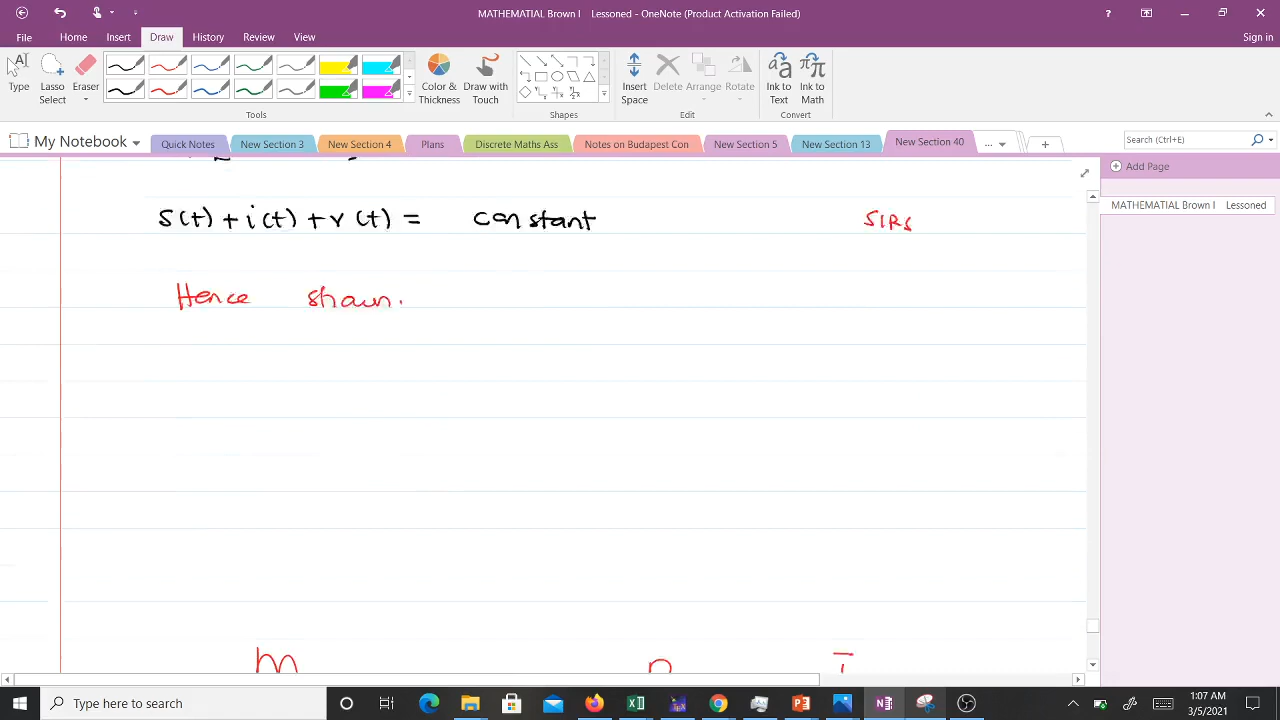 MATHEMATIAL Brown I Lessoned - OneNote (Product Activation Failed)
File Home Insert Draw History Review View Sign in
Type Lasso Select Eraser Color & Thickness Draw with Touch Insert Space Delete Arrange Rotate Ink to Text Ink to Math
Tools Shapes Edit Convert
My Notebook Quick Notes New Section 3 New Section 4 Plans Discrete Maths Ass Notes on Budapest Con New Section 5 New Section 13 New Section 40 ... Search (Ctrl+E)
Add Page
MATHEMATIAL Brown I Lessoned
S(t) + i(t) + r(t) = constant SIRS
Hence shown.
m
Type here to search
1:07 AM
3/5/2021